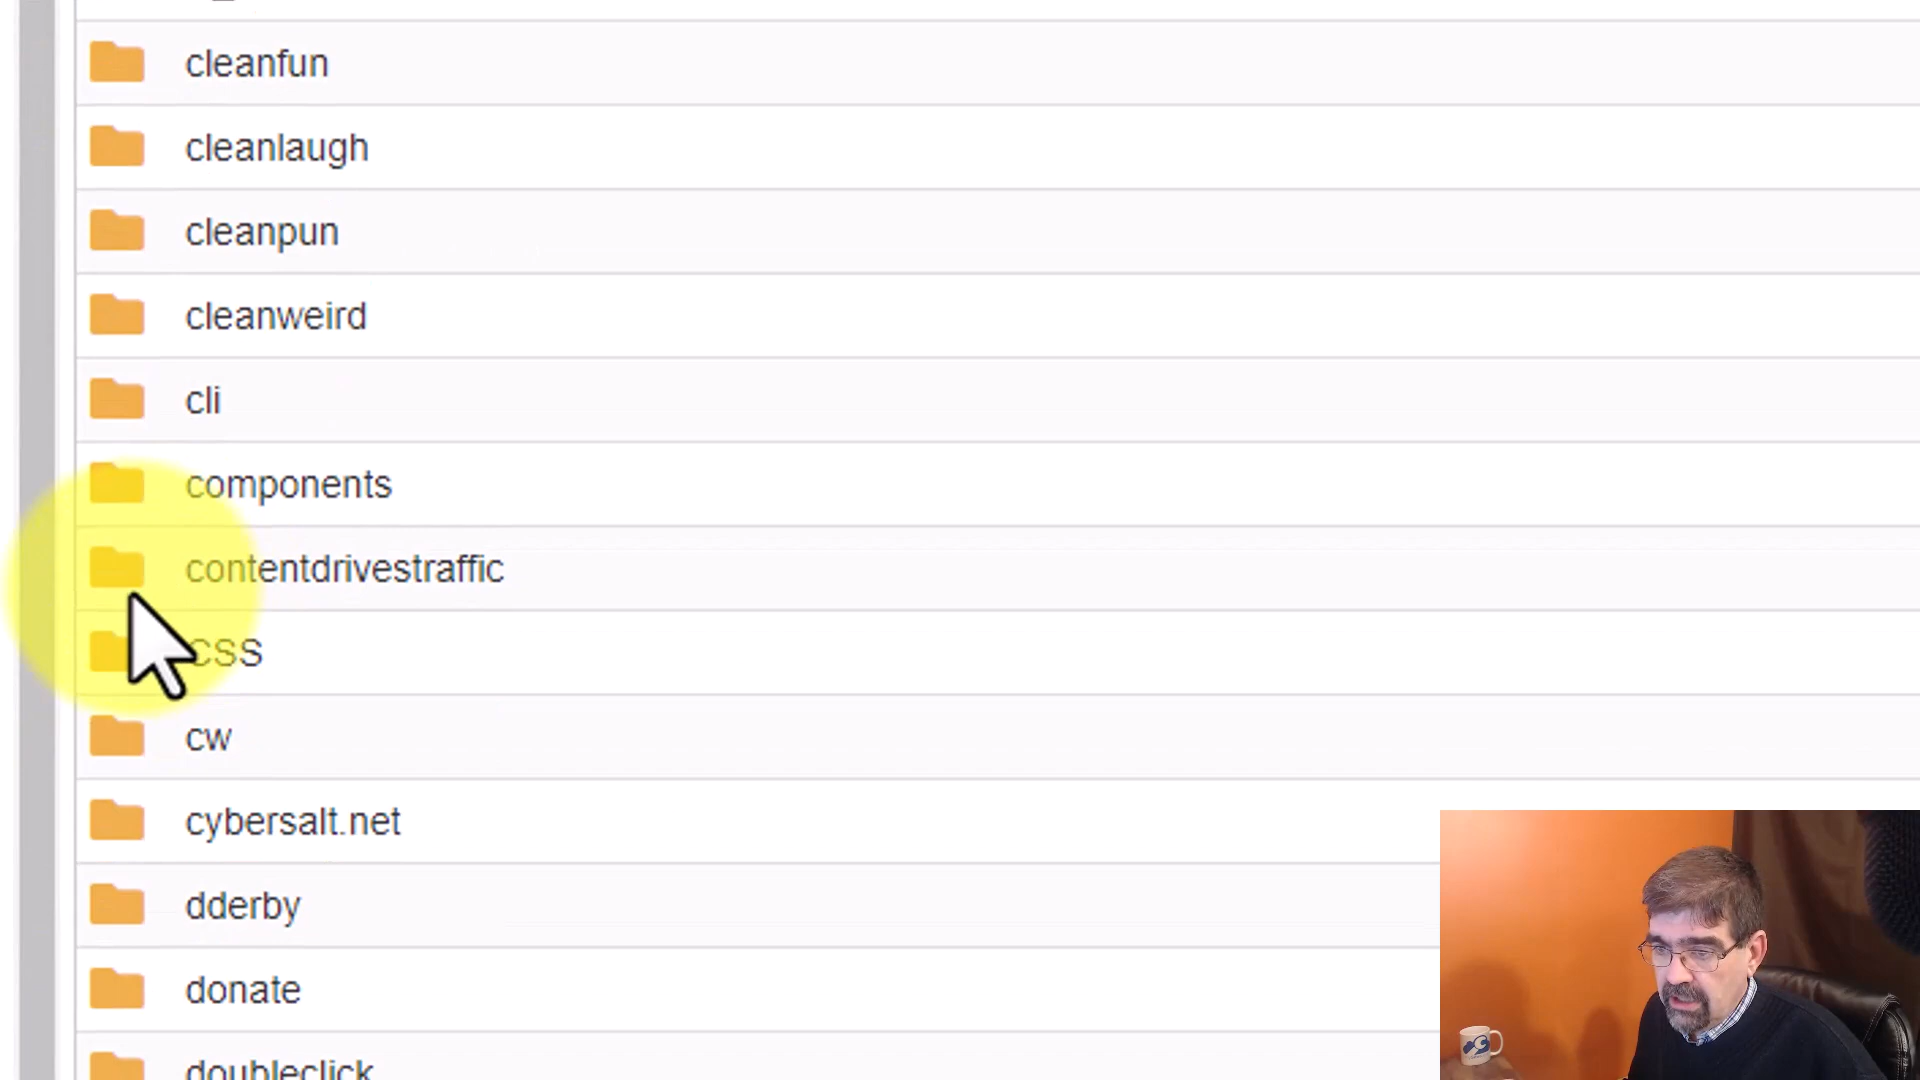 cleanfun
cleanlaugh
cleanpun
cleanweird
cli
components
contentdrivestraffic
css
cw
cybersalt.net
dderby
donate
doubleclick